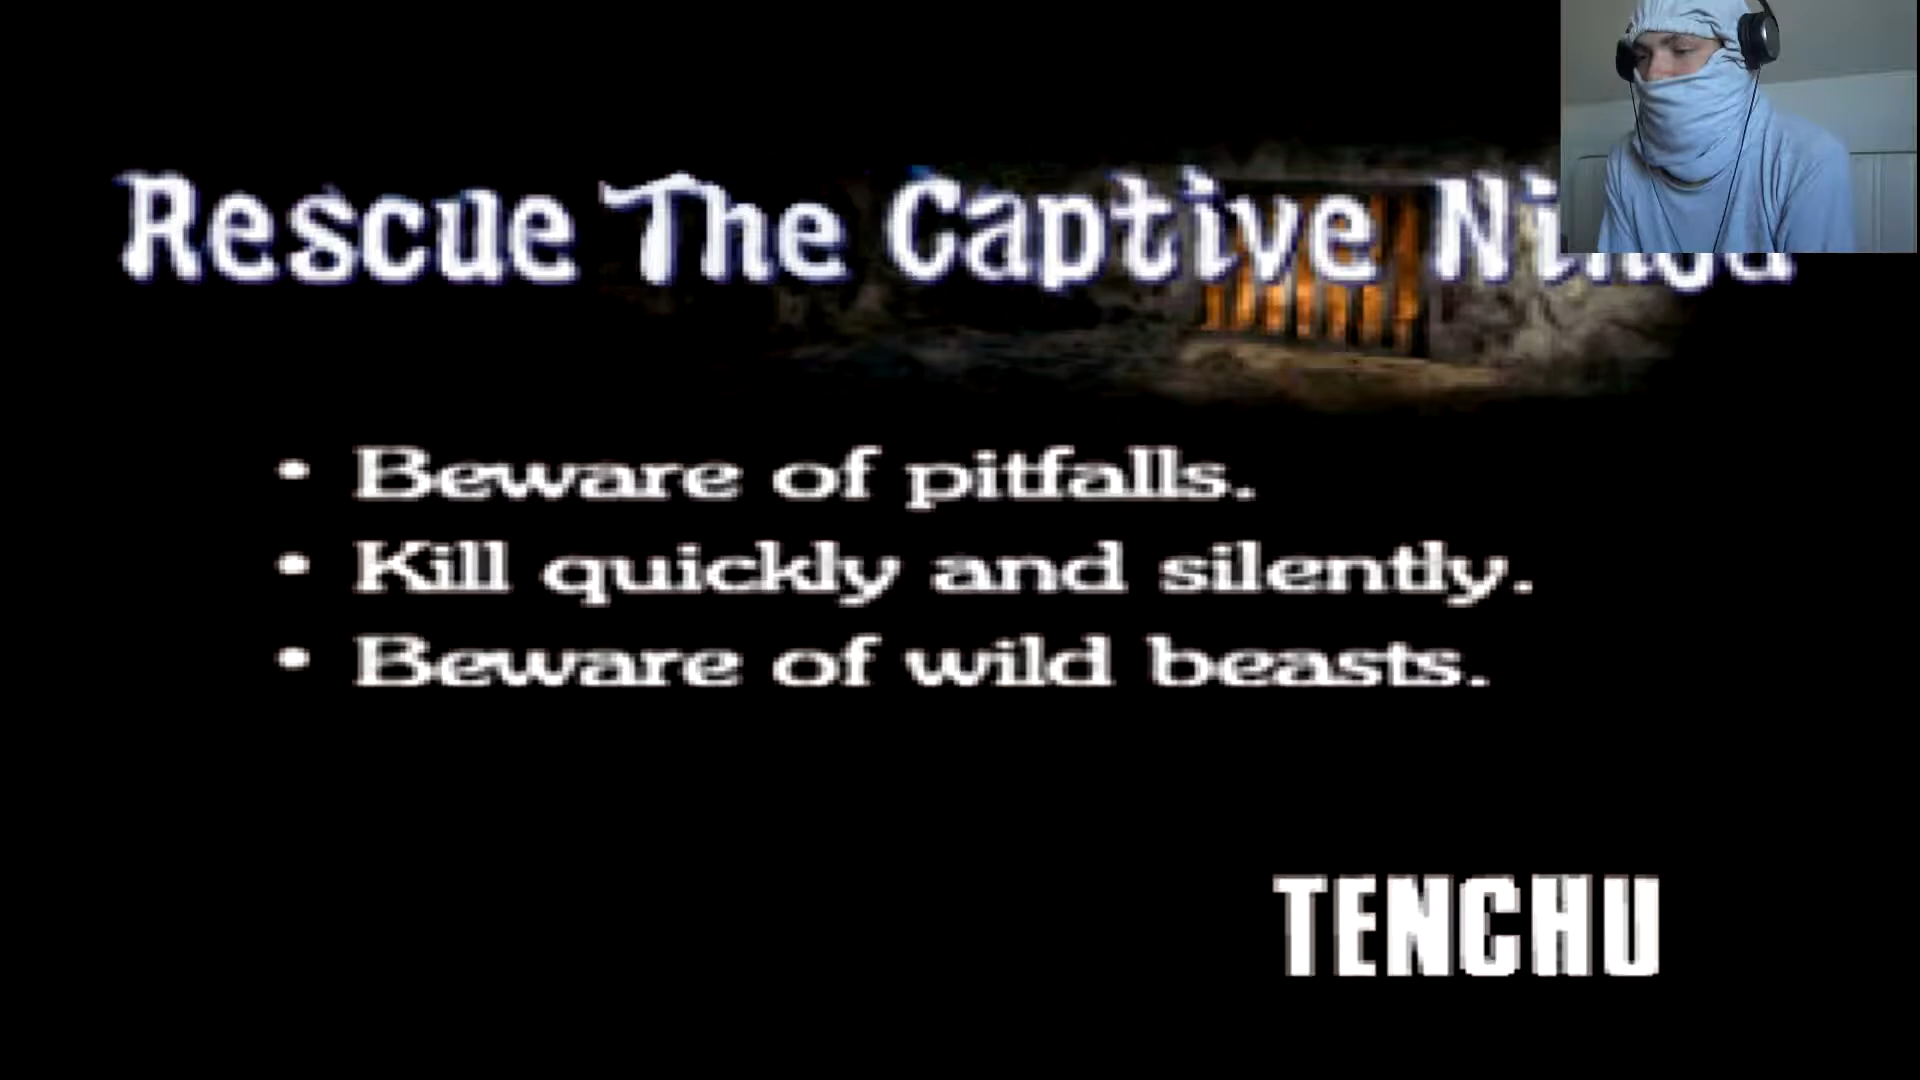 Rescue The Captive
• Beware of pitfalls.
• Kill quickly and silently.
• Beware of wild beasts.
TENCHU